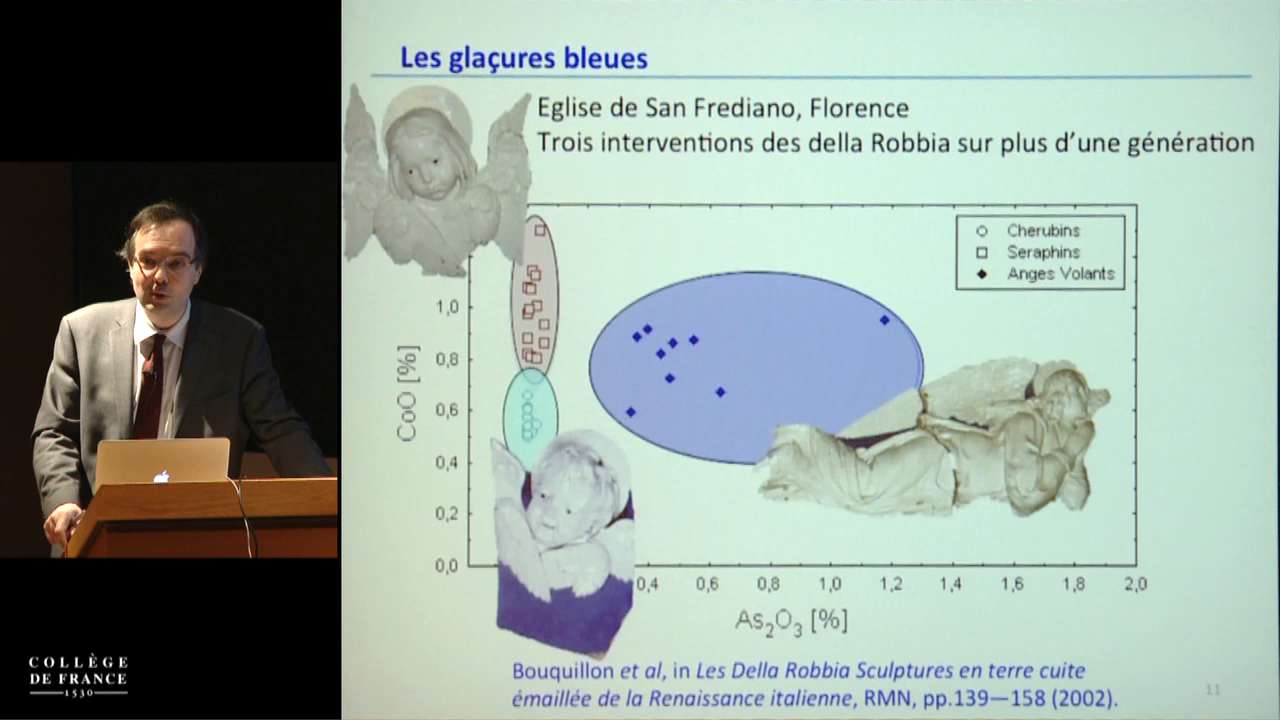 Les glaçures bleues
Eglise de San Frediano, Florence
Trois interventions des della Robbia sur plus d’une génération
Cherubins
Seraphins
Anges Volants
1,0
0,8
0,6
0,4
0,2
0,0
CoO [%]
0,4 0,6 0,8 1,0 1,2 1,4 1,6 1,8 2,0
As₂O₃ [%]
Bouquillon et al, in Les Della Robbia Sculptures en terre cuite
émaillée de la Renaissance italienne, RMN, pp.139—158 (2002).
11
COLLÈGE
DE FRANCE
1530